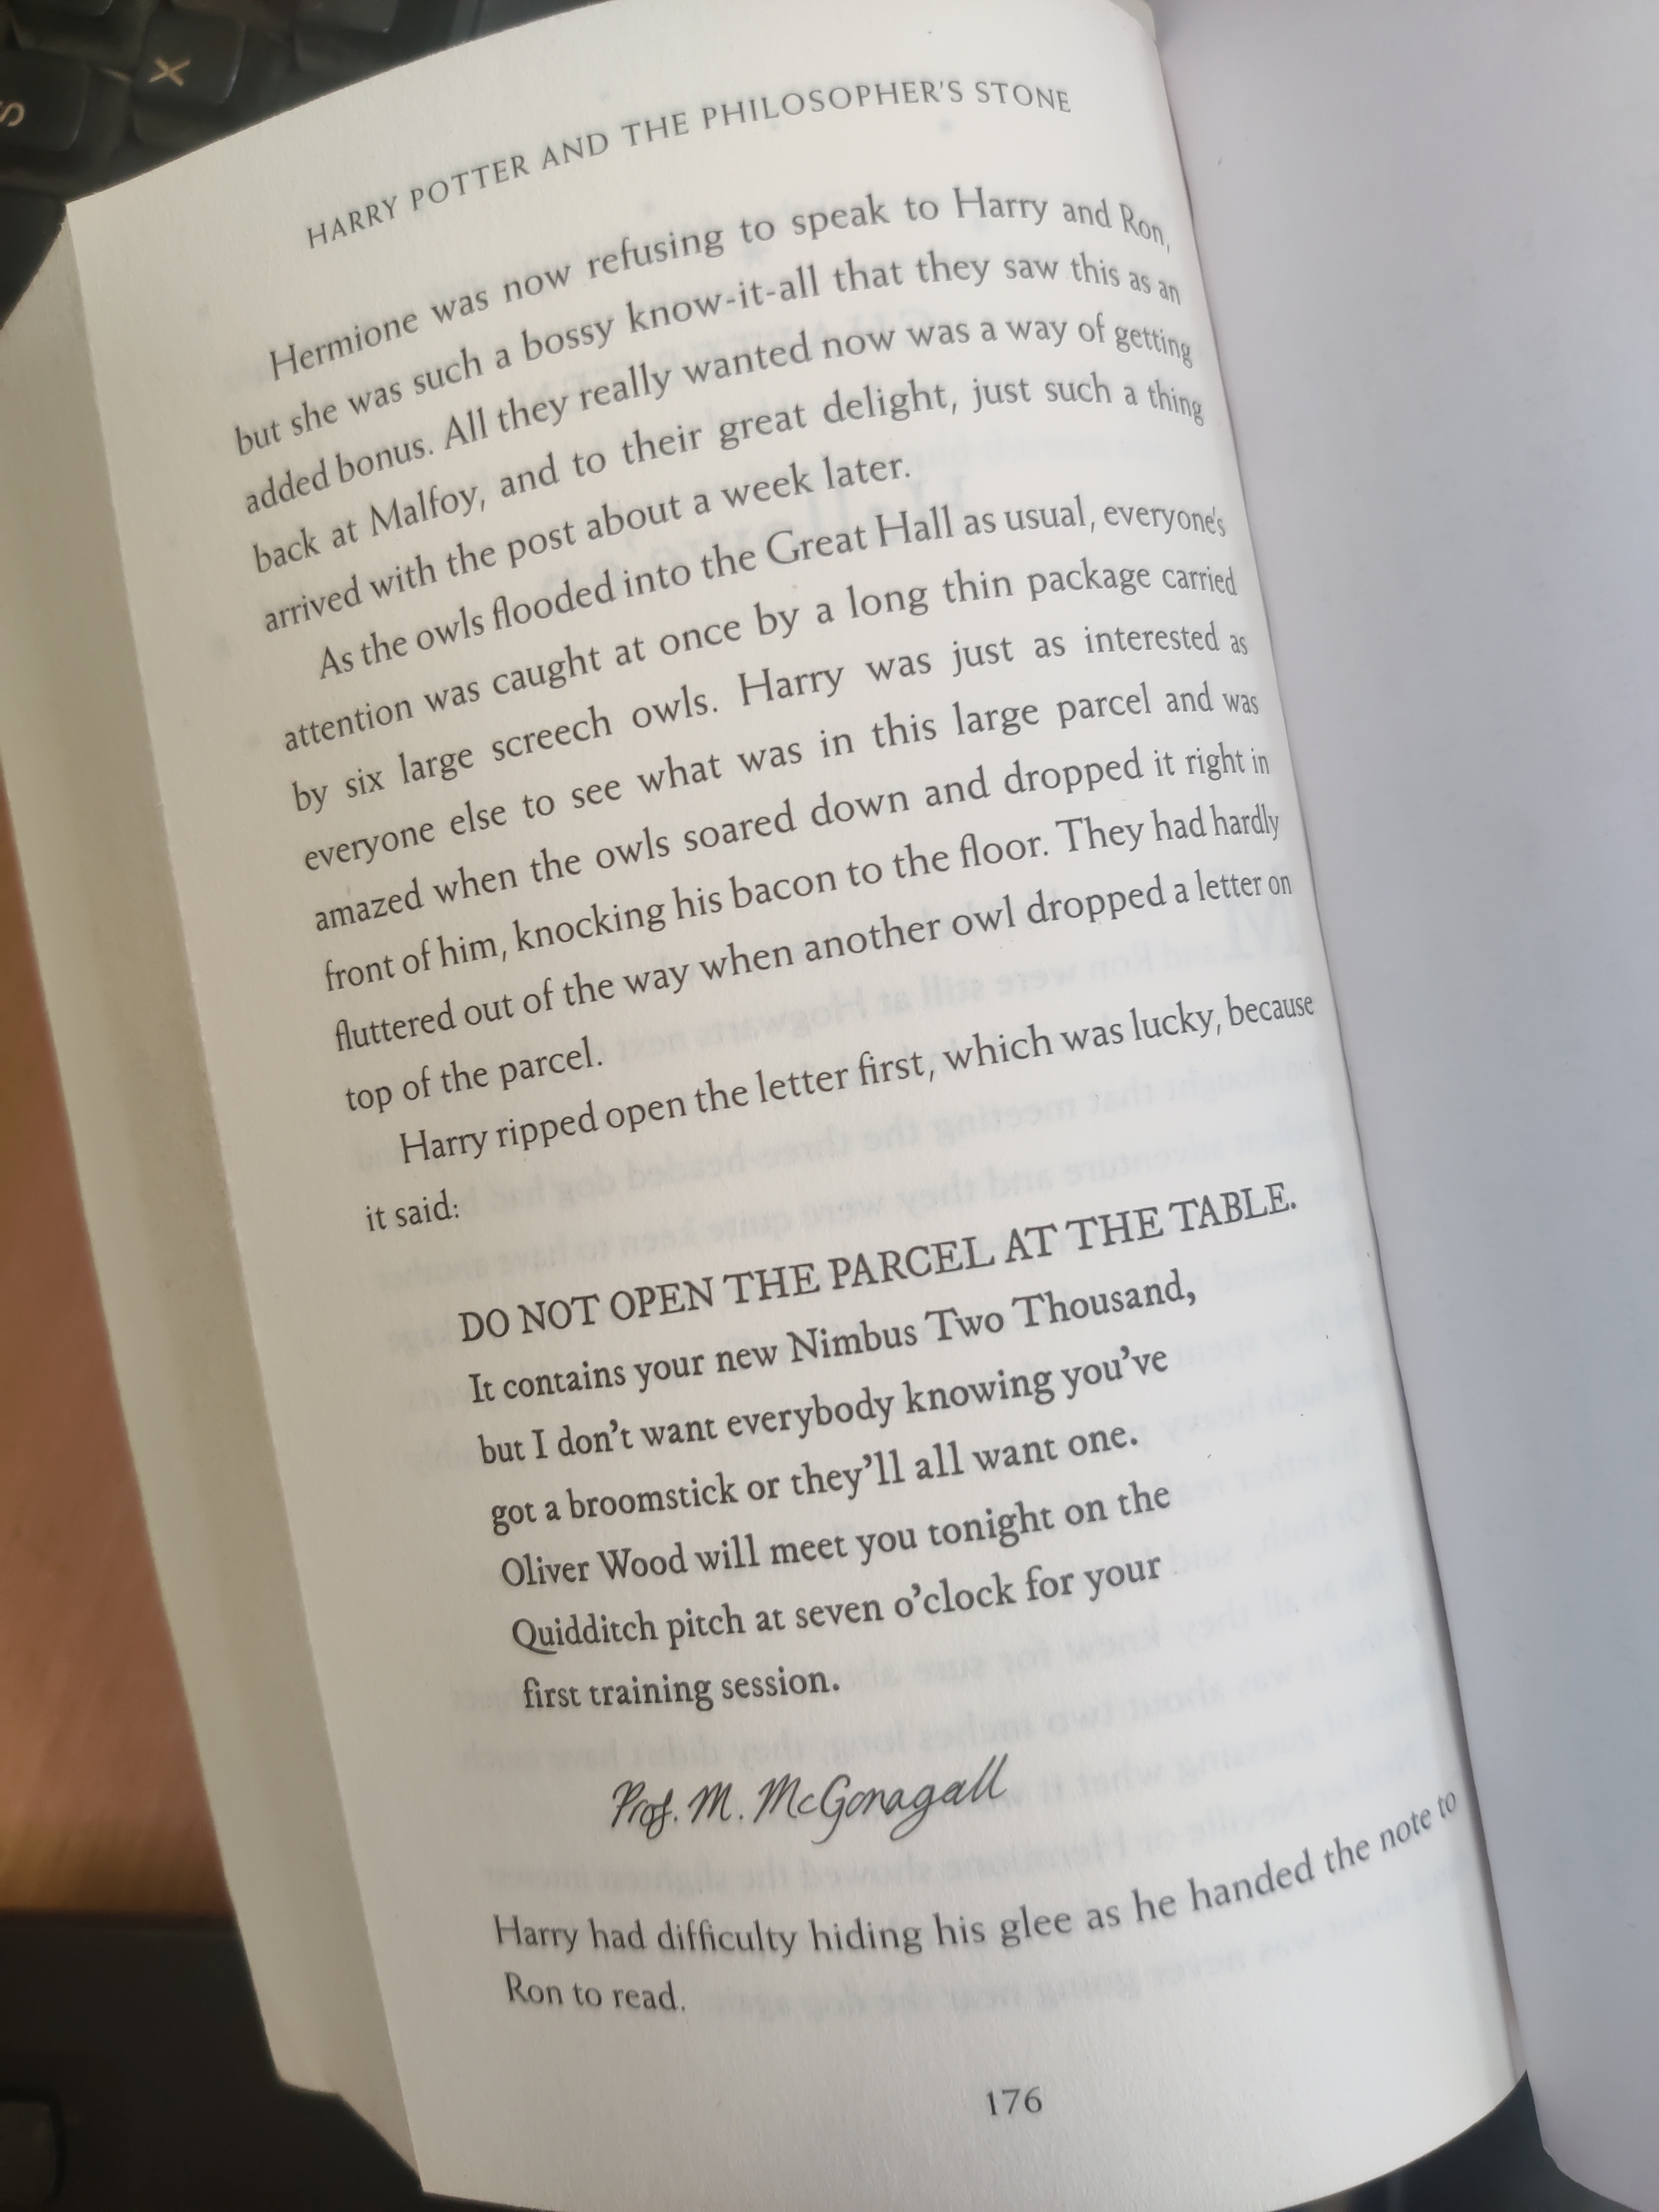 S
X
HARRY POTTER AND THE PHILOSOPHER'S STONE
Hermione was now refusing to speak to Harry and Ron,
but she was such a bossy know-it-all that they saw this as an
added bonus. All they really wanted now was a way of getting
back at Malfoy, and to their great delight, just such a thing
arrived with the post about a week later.
As the owls flooded into the Great Hall as usual, everyone's
attention was caught at once by a long thin package carried
by six large screech owls. Harry was just as interested as
everyone else to see what was in this large parcel and was
amazed when the owls soared down and dropped it right in
front of him, knocking his bacon to the floor. They had hardly
fluttered out of the way when another owl dropped a letter on
top of the parcel.
Harry ripped open the letter first, which was lucky, because
it said:
DO NOT OPEN THE PARCEL AT THE TABLE.
It contains your new Nimbus Two Thousand,
but I don't want everybody knowing you've
got a broomstick or they'll all want one.
Oliver Wood will meet you tonight on the
Quidditch pitch at seven o'clock for your
first training session.
Prof. M. McGonagall
Harry had difficulty hiding his glee as he handed the note to
Ron to read.
176